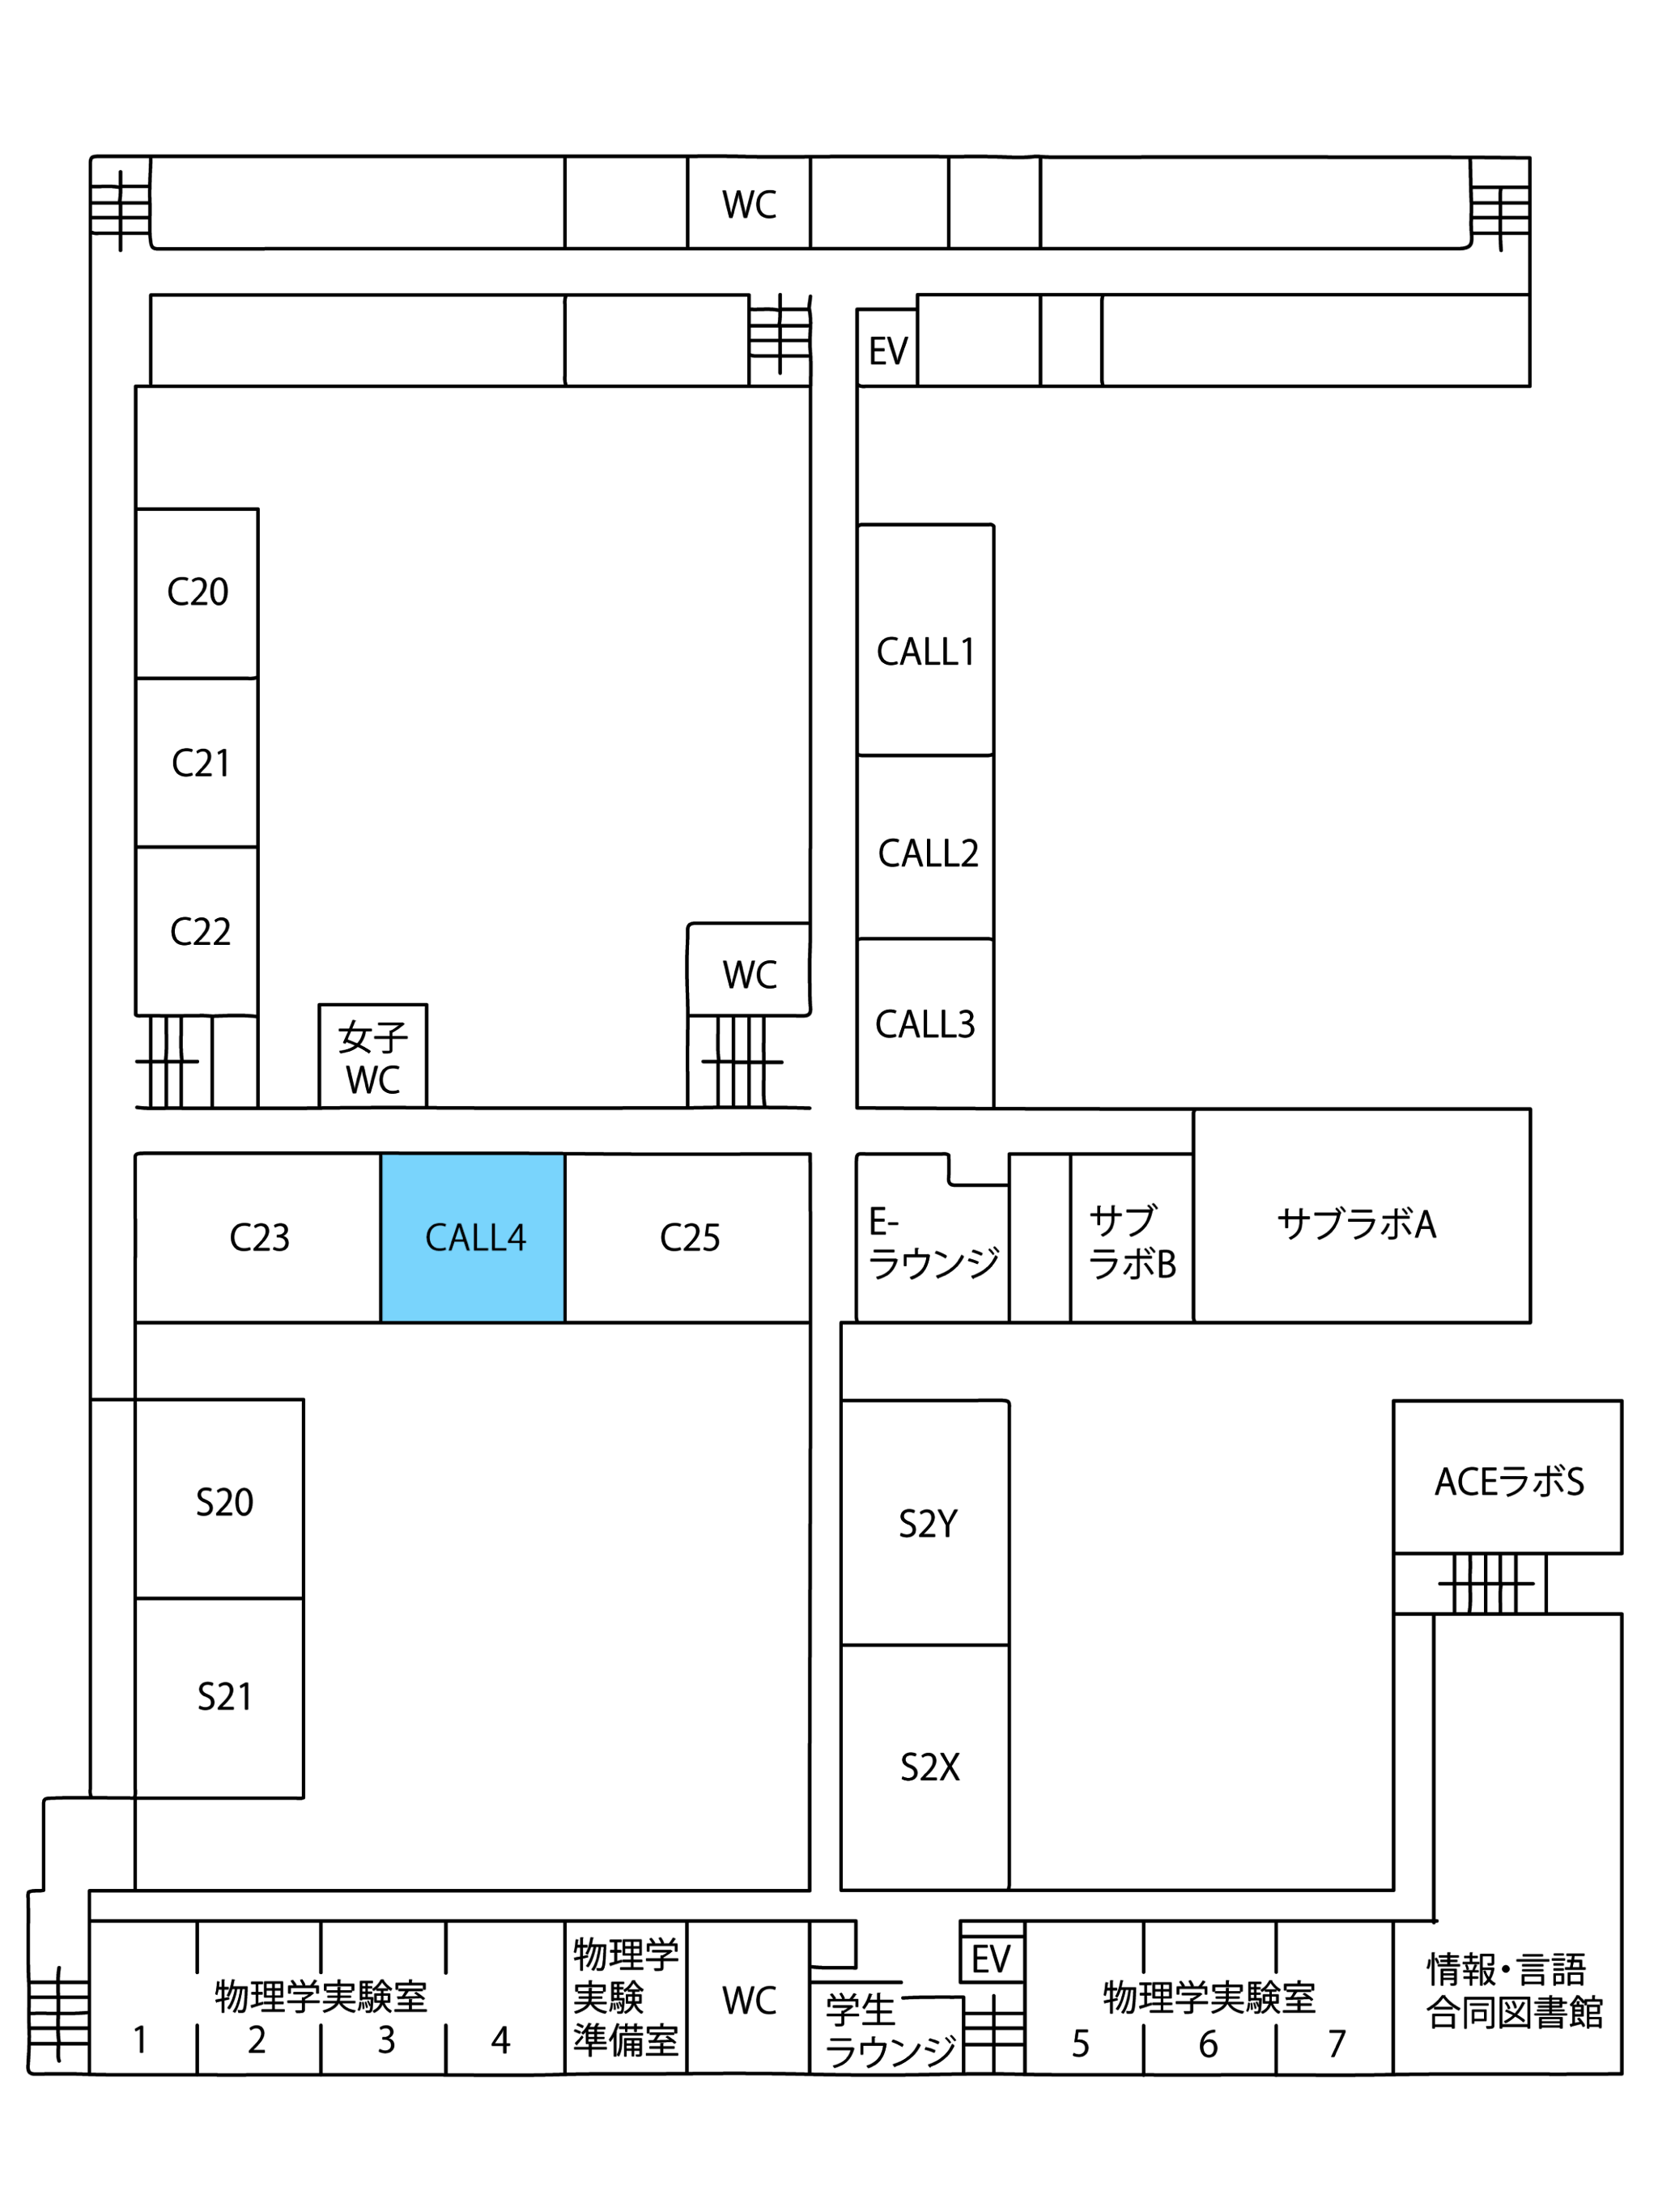 WC
EV
C20
CALL1
C21
CALL2
C22
WC
CALL3
女子
WC
C23
CALL4
C25
E-
ラウンジ
サブ
ラボB
サブラボA
ACEラボS
S20
S2Y
S21
S2X
物理学実験室
1
2
3
4
物理学
実験
準備室
WC
学生
ラウンジ
EV
物理学実験室
5
6
7
情報・言語
合同図書館